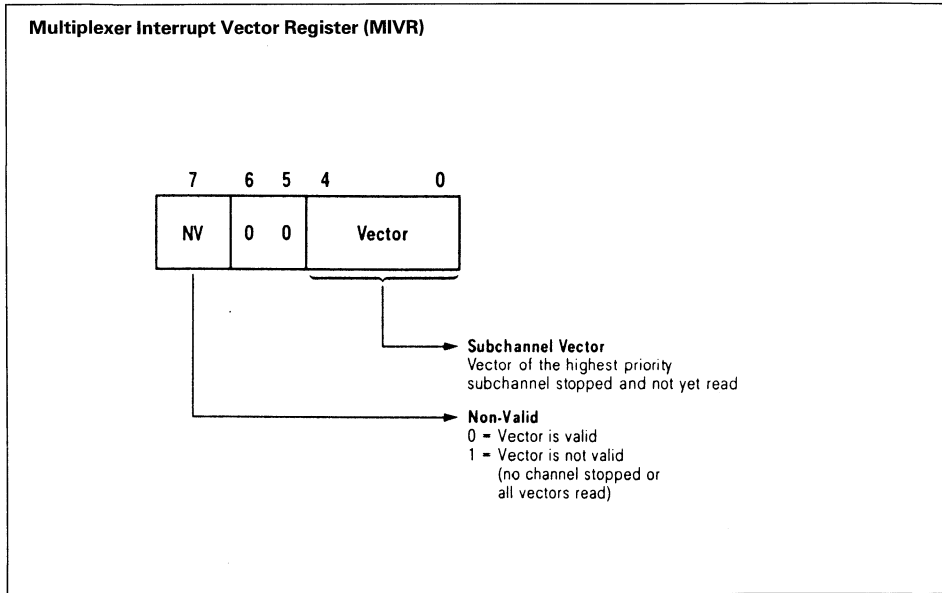 Multiplexer Interrupt Vector Register (MIVR)
7 6 5 4 0
NV 0 0 Vector
Subchannel Vector
Vector of the highest priority
subchannel stopped and not yet read
Non-Valid
0 = Vector is valid
1 = Vector is not valid
(no channel stopped or
all vectors read)